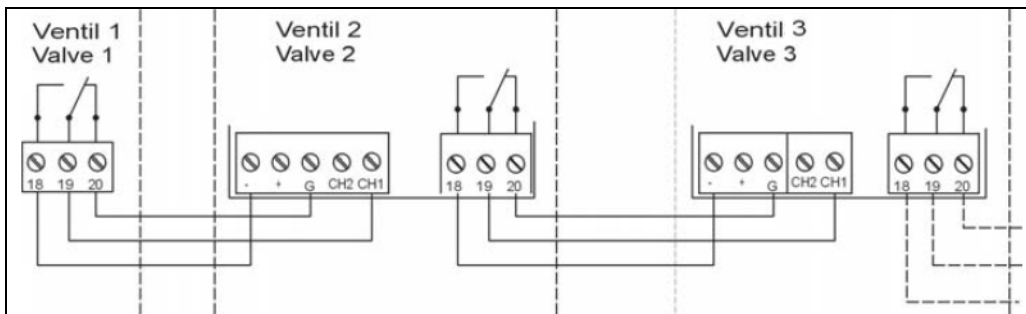 Ventil 1
Valve 1
Ventil 2
Valve 2
Ventil 3
Valve 3
18 19 20
- + G CH2 CH1
18 19 20
- + G CH2 CH1
18 19 20